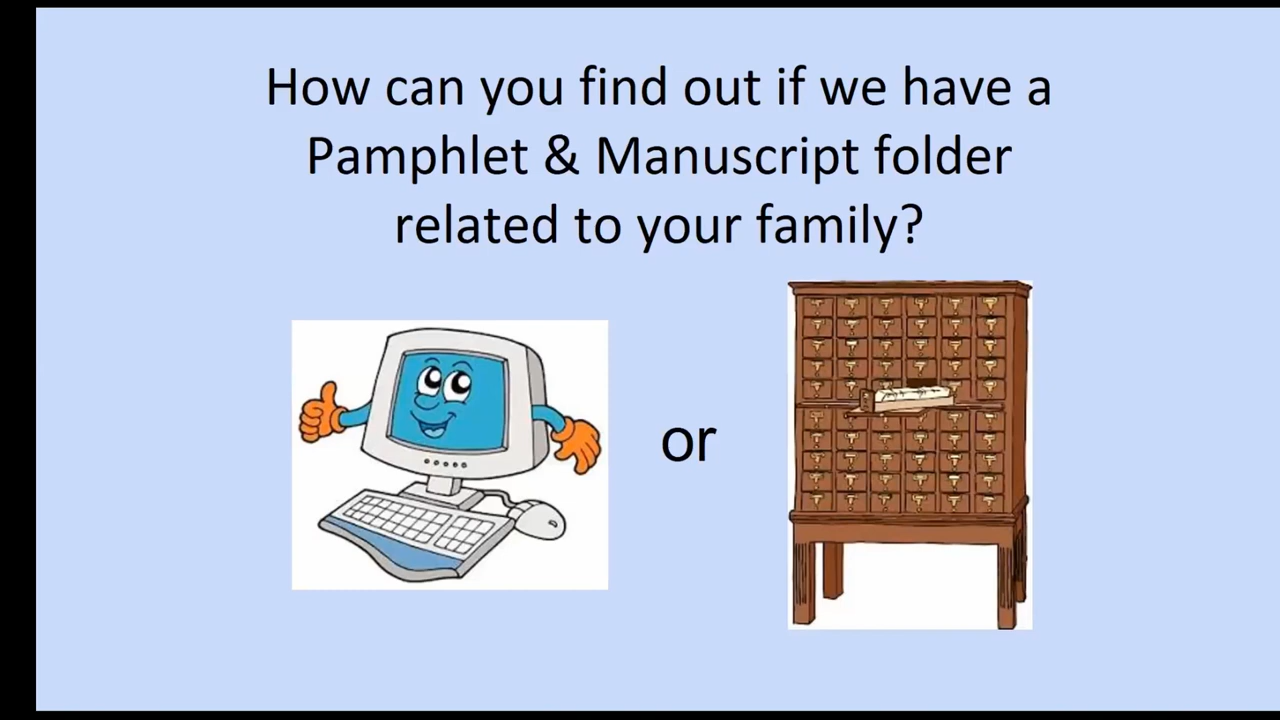 How can you find out if we have a
Pamphlet & Manuscript folder
related to your family?
or